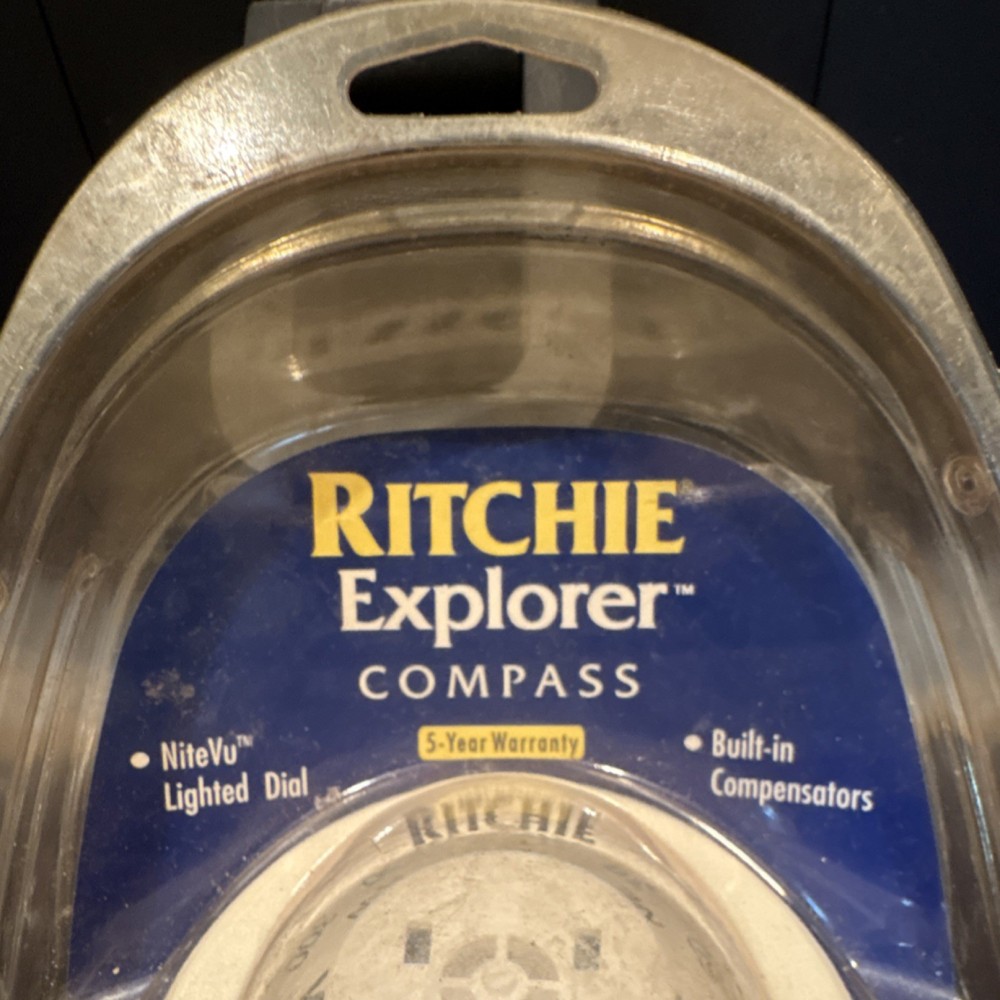 RITCHIE®
Explorer™
COMPASS
5-Year Warranty
• NiteVu™
Lighted Dial
• Built-in
Compensators
RITCHIE